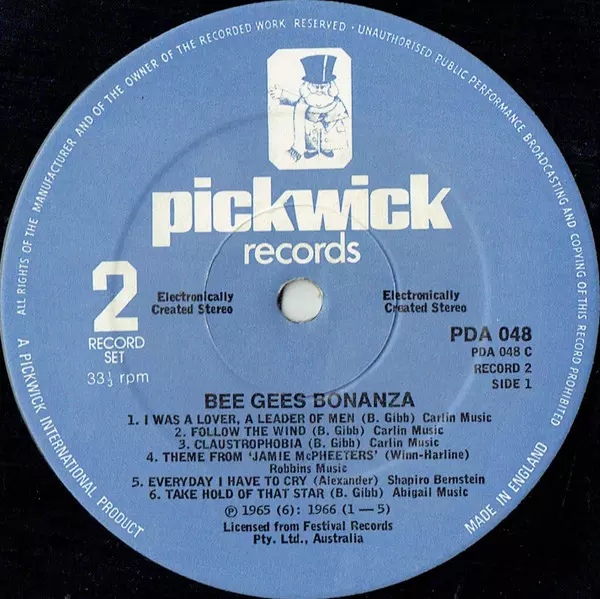 ALL RIGHTS OF THE MANUFACTURER AND OF THE OWNER OF THE RECORDED WORK RESERVED · UNAUTHORISED PUBLIC PERFORMANCE BROADCASTING AND COPYING OF THIS RECORD PROHIBITED
pickwick
records
2
RECORD
SET
33⅓ rpm
Electronically
Created Stereo
Electronically
Created Stereo
PDA 048
PDA 048 C
RECORD 2
SIDE 1
BEE GEES BONANZA
1. I WAS A LOVER, A LEADER OF MEN (B. Gibb) Carlin Music
2. FOLLOW THE WIND (B. Gibb) Carlin Music
3. CLAUSTROPHOBIA (B. Gibb) Carlin Music
4. THEME FROM ‘JAMIE McPHEETERS’ (Winn-Harline)
Robbins Music
5. EVERYDAY I HAVE TO CRY (Alexander) Shapiro Bernstein
6. TAKE HOLD OF THAT STAR (B. Gibb) Abigail Music
℗ 1965 (6): 1966 (1 — 5)
Licensed from Festival Records
Pty. Ltd., Australia
A PICKWICK INTERNATIONAL PRODUCT
MADE IN ENGLAND